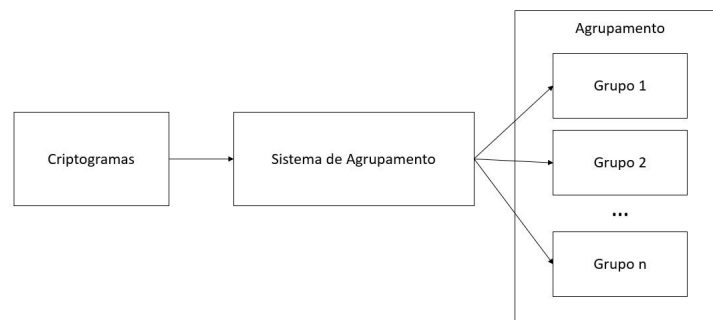 Agrupamento
Grupo 1
Criptogramas
Sistema de Agrupamento
Grupo 2
...
Grupo n